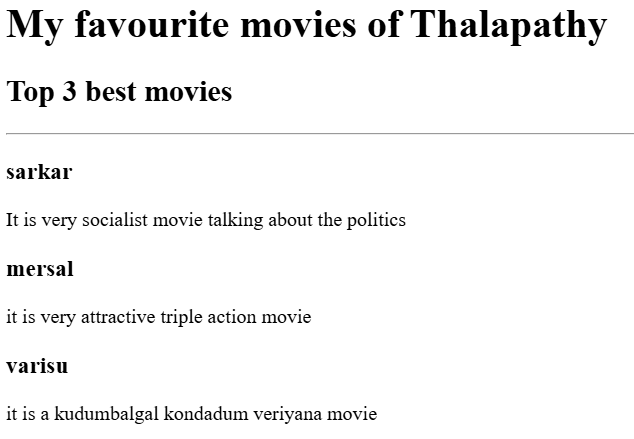 My favourite movies of Thalapathy
Top 3 best movies
sarkar
It is very socialist movie talking about the politics
mersal
it is very attractive triple action movie
varisu
it is a kudumbalgal kondadum veriyana movie